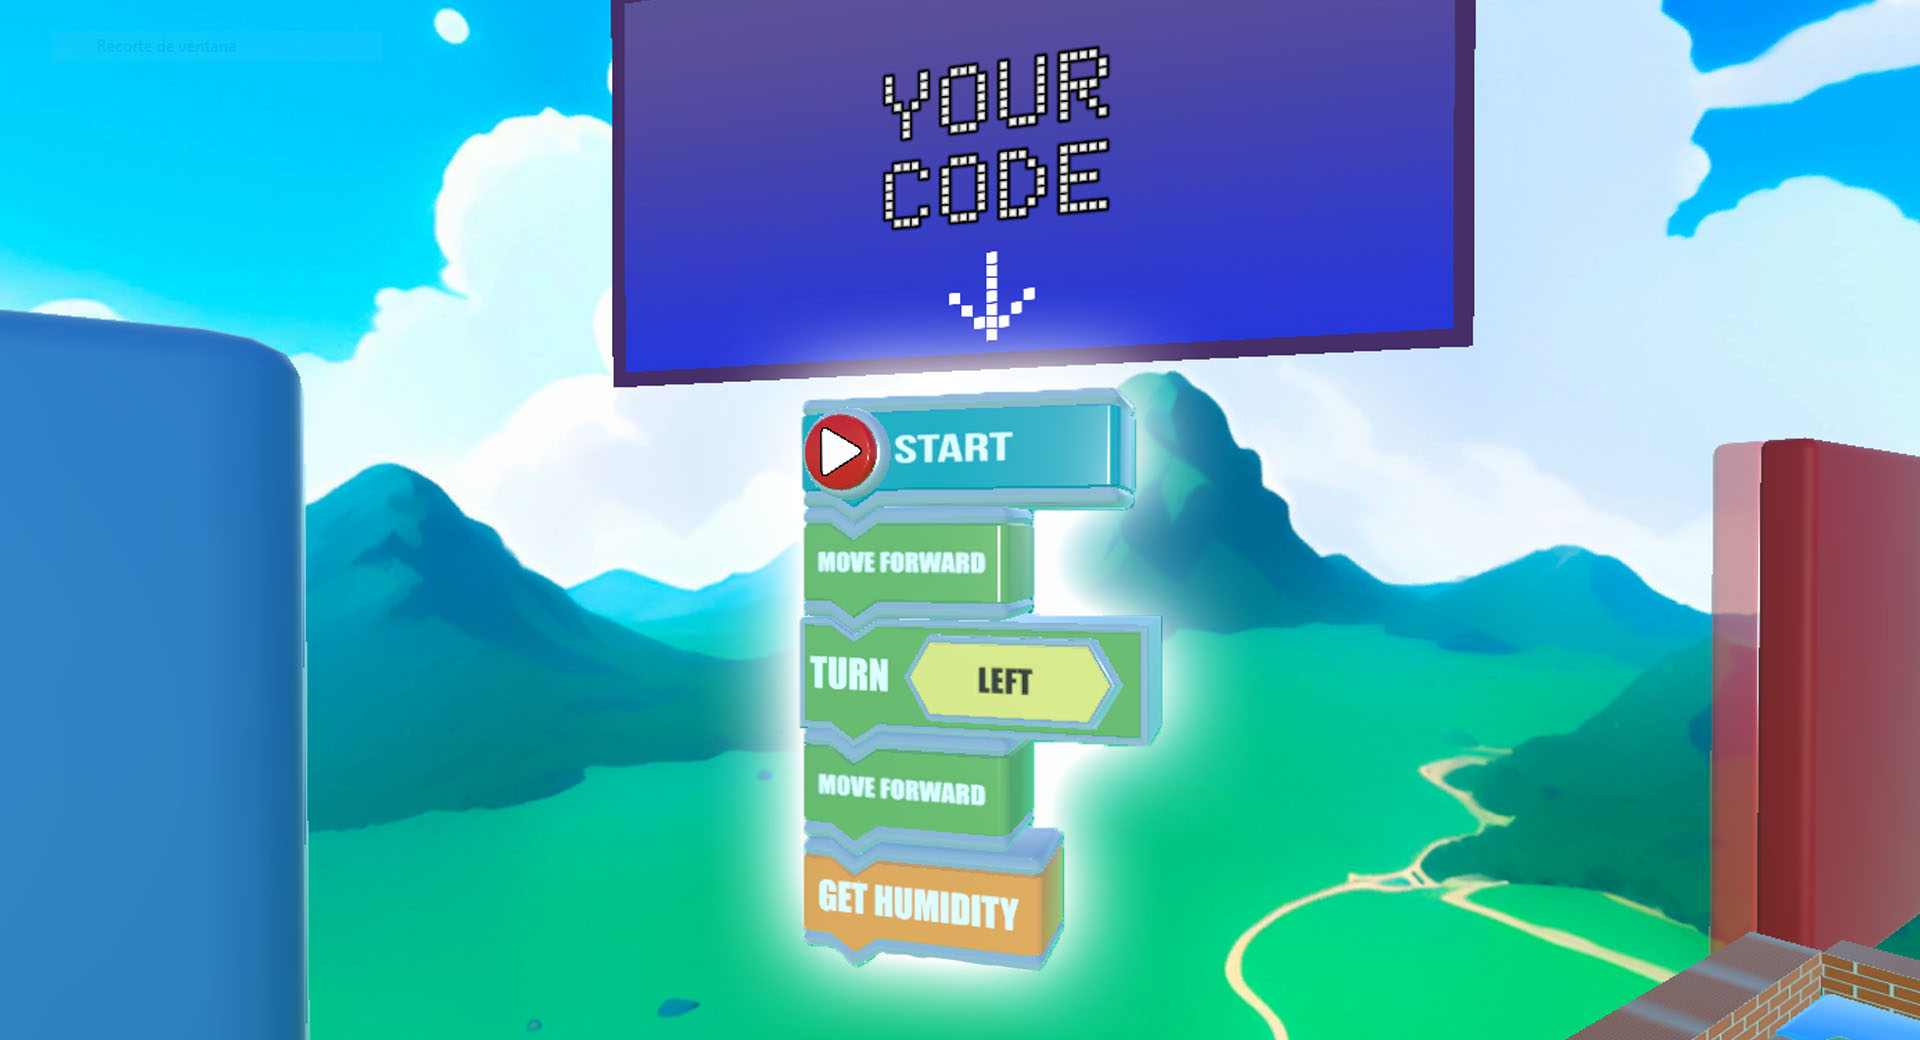 Recorte de ventana
YOUR
CODE
START
MOVE FORWARD
TURN LEFT
MOVE FORWARD
GET HUMIDITY